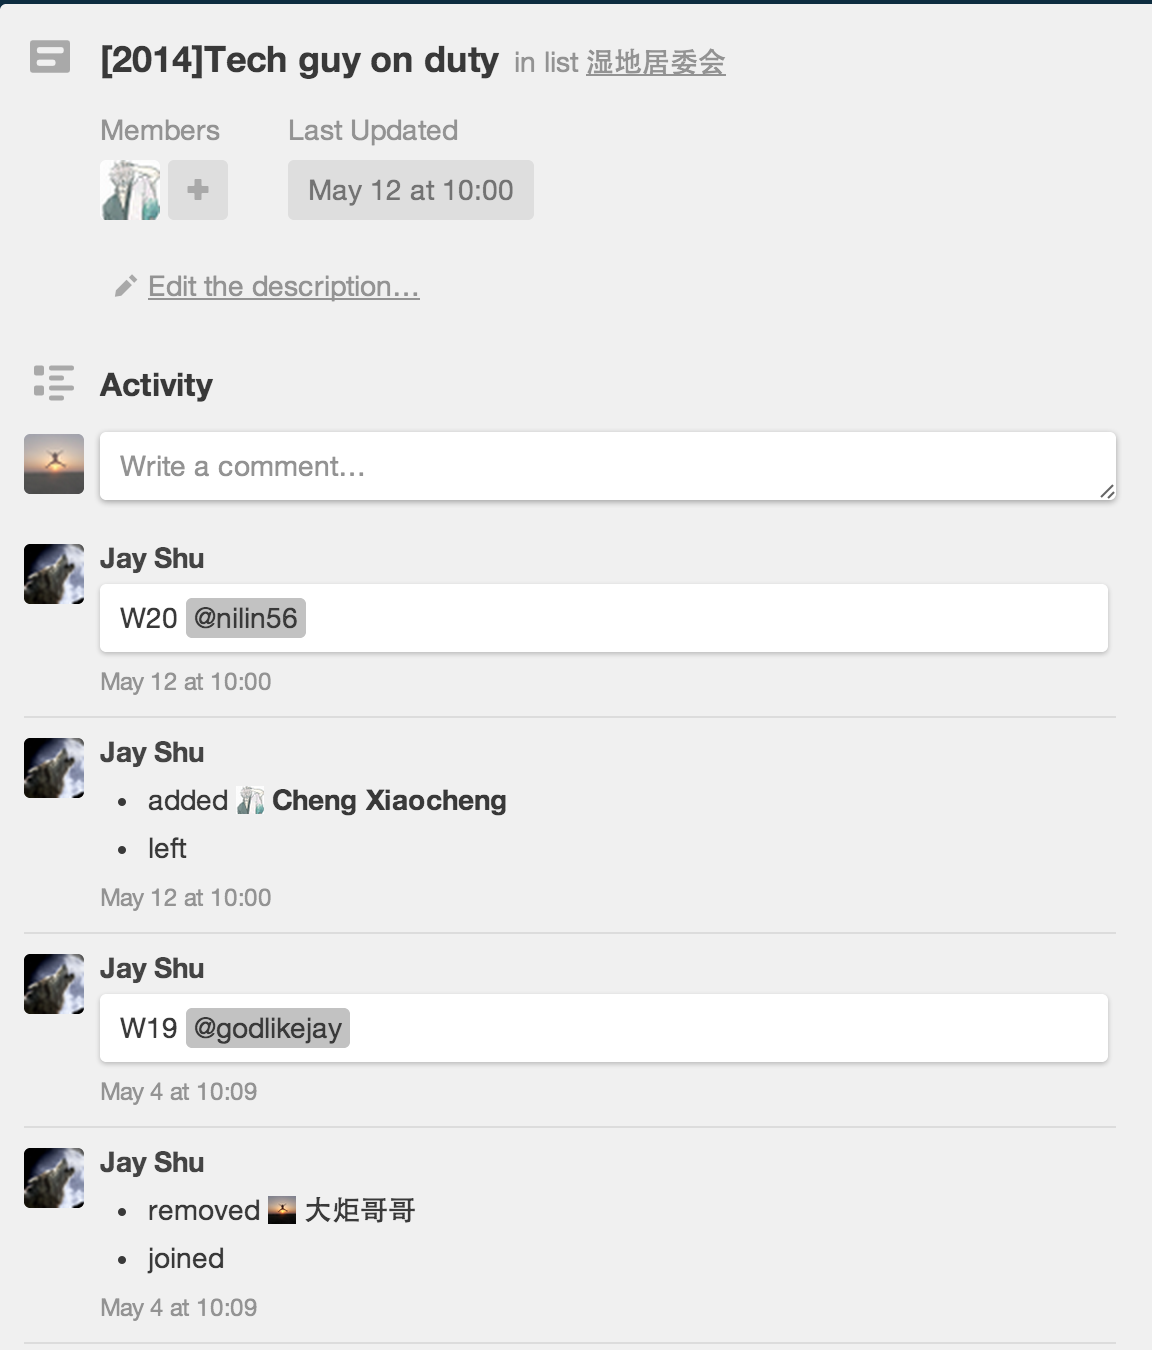 [2014]Tech guy on duty in list 湿地居委会
Members Last Updated
May 12 at 10:00
Edit the description…
Activity
Write a comment…
Jay Shu
W20 @nilin56
May 12 at 10:00
Jay Shu
• added Cheng Xiaocheng
• left
May 12 at 10:00
Jay Shu
W19 @godlikejay
May 4 at 10:09
Jay Shu
• removed 大炬哥哥
• joined
May 4 at 10:09